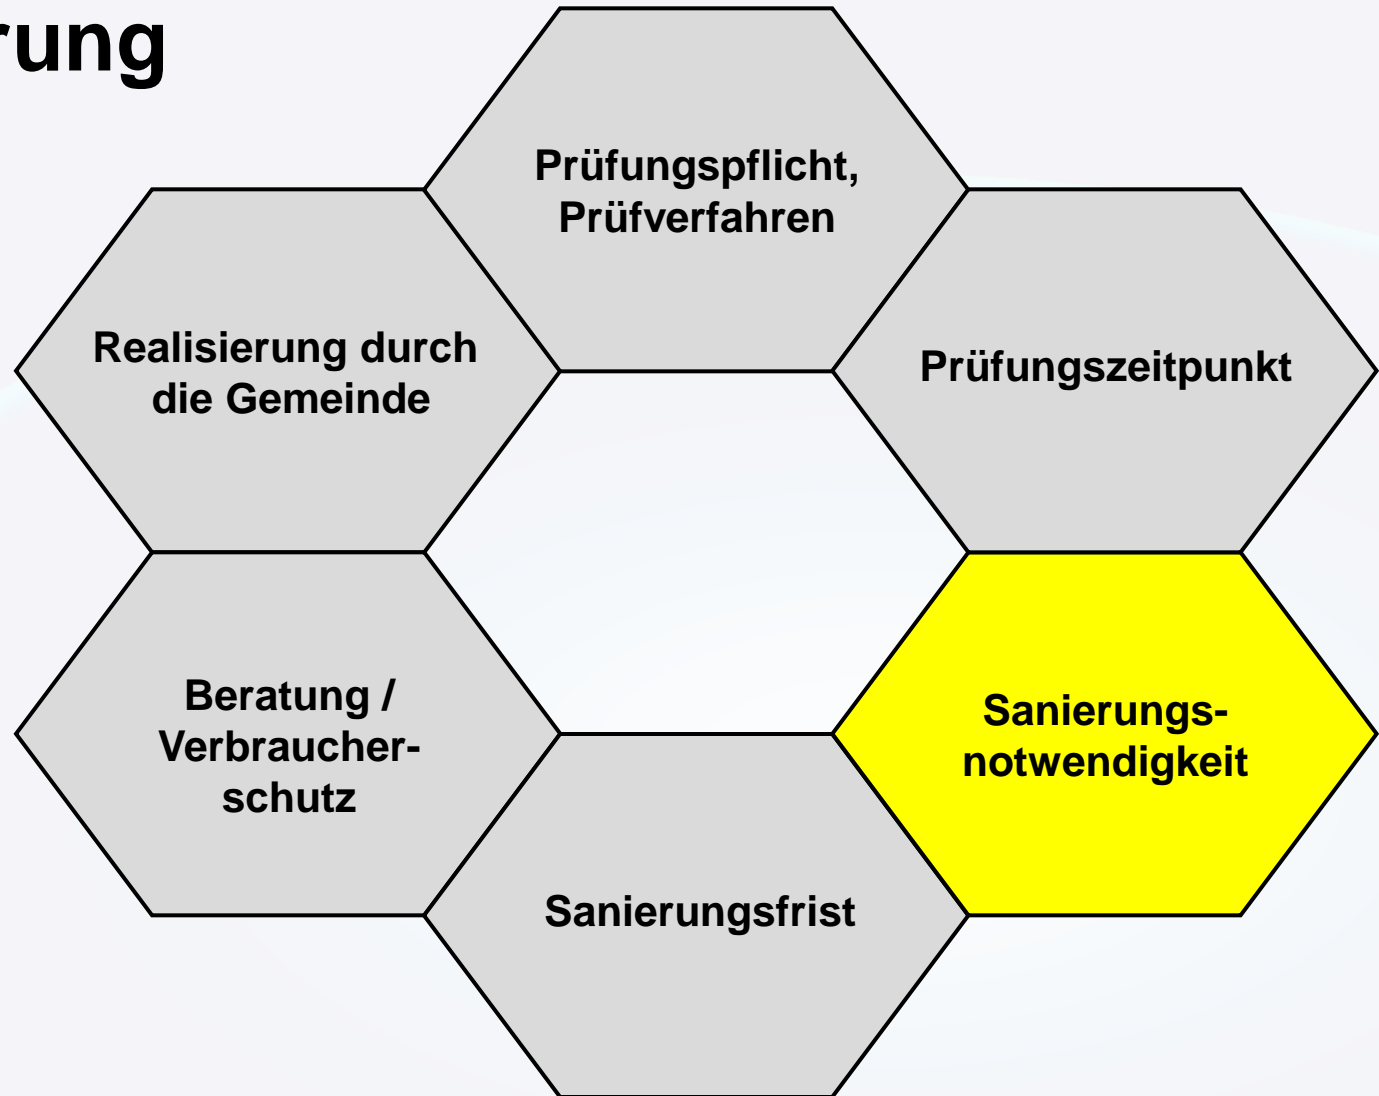 rung
Prüfungspflicht,
Prüfverfahren
Realisierung durch
die Gemeinde
Prüfungszeitpunkt
Beratung /
Verbraucher-
schutz
Sanierungs-
notwendigkeit
Sanierungsfrist